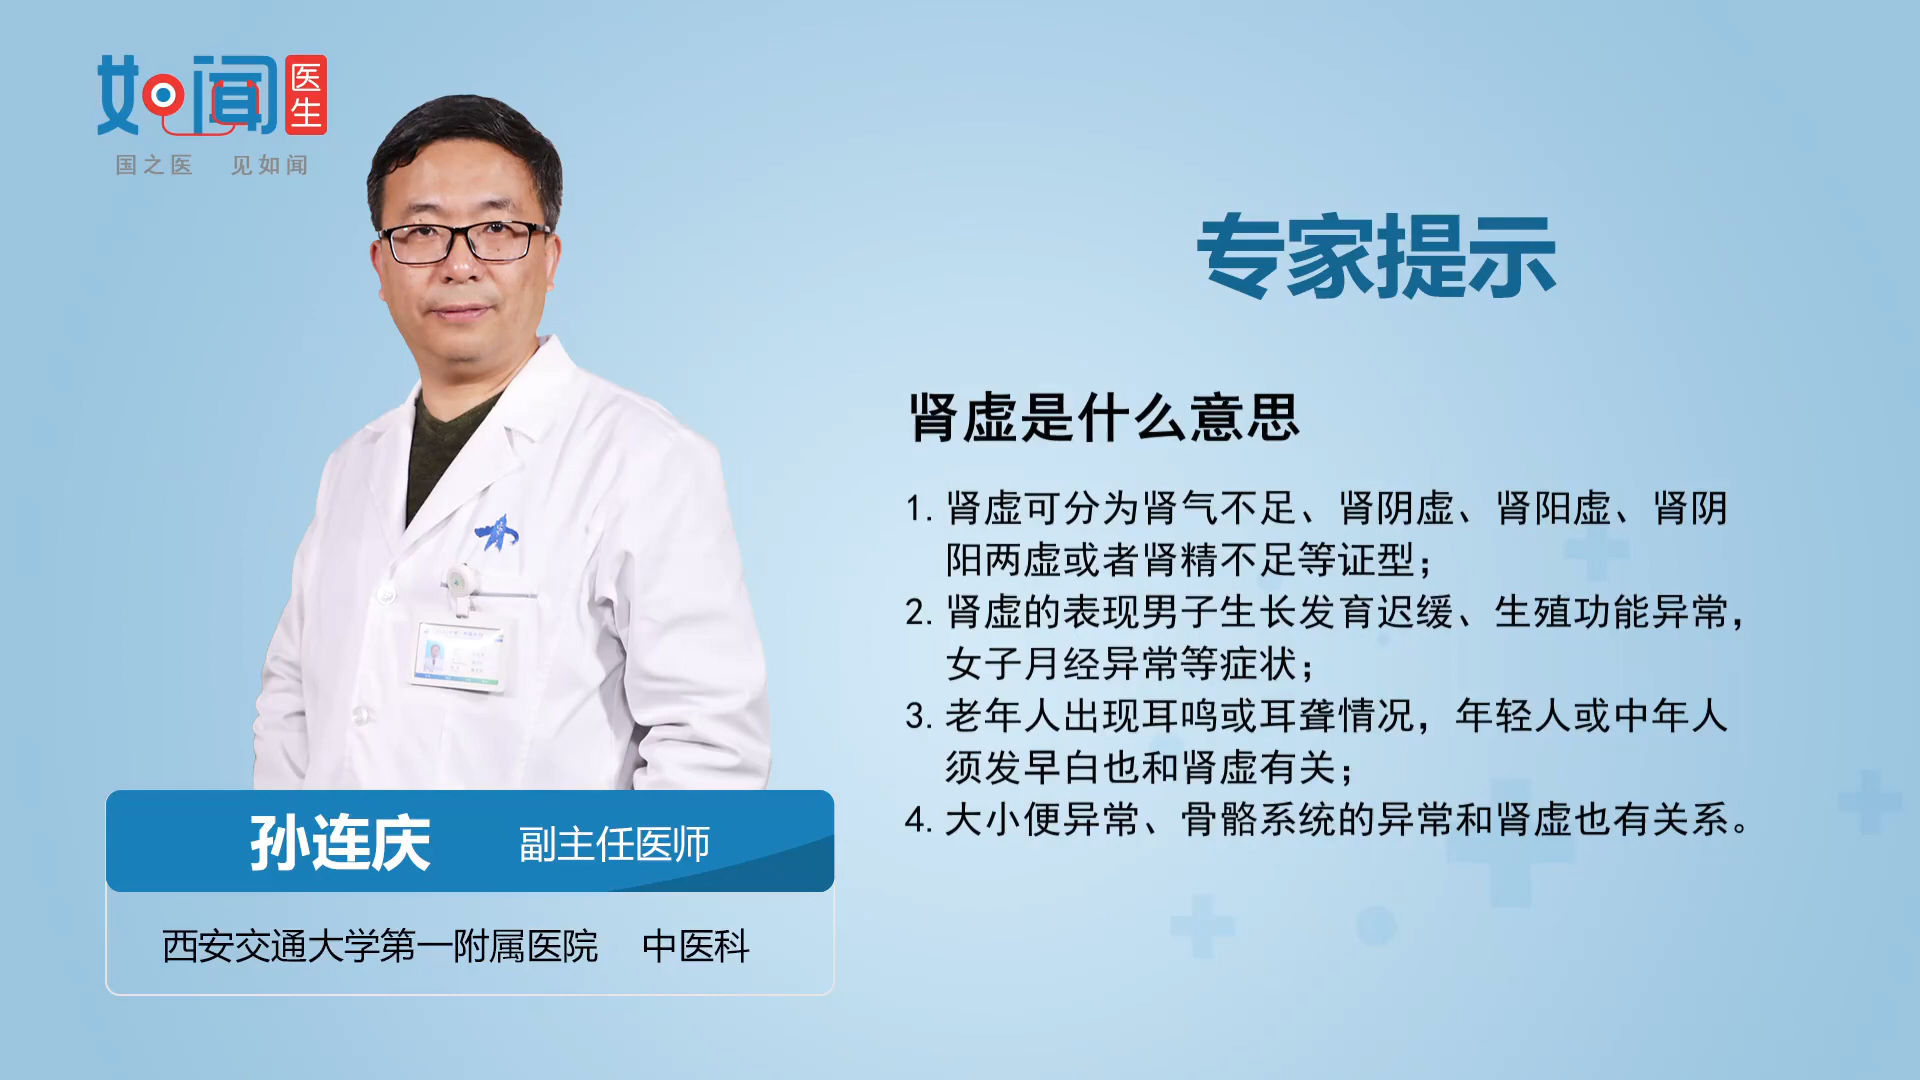 如闻医生
国之医 见如闻
专家提示
肾虚是什么意思
1. 肾虚可分为肾气不足、肾阴虚、肾阳虚、肾阴
阳两虚或者肾精不足等证型；
2. 肾虚的表现男子生长发育迟缓、生殖功能异常，
女子月经异常等症状；
3. 老年人出现耳鸣或耳聋情况，年轻人或中年人
须发早白也和肾虚有关；
4. 大小便异常、骨骼系统的异常和肾虚也有关系。
孙连庆 副主任医师
西安交通大学第一附属医院 中医科